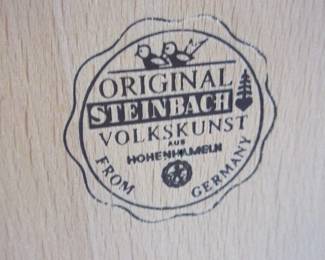 ORIGINAL
STEINBACH
VOLKSKUNST
AUS
HOHENHAMELN
FROM GERMANY